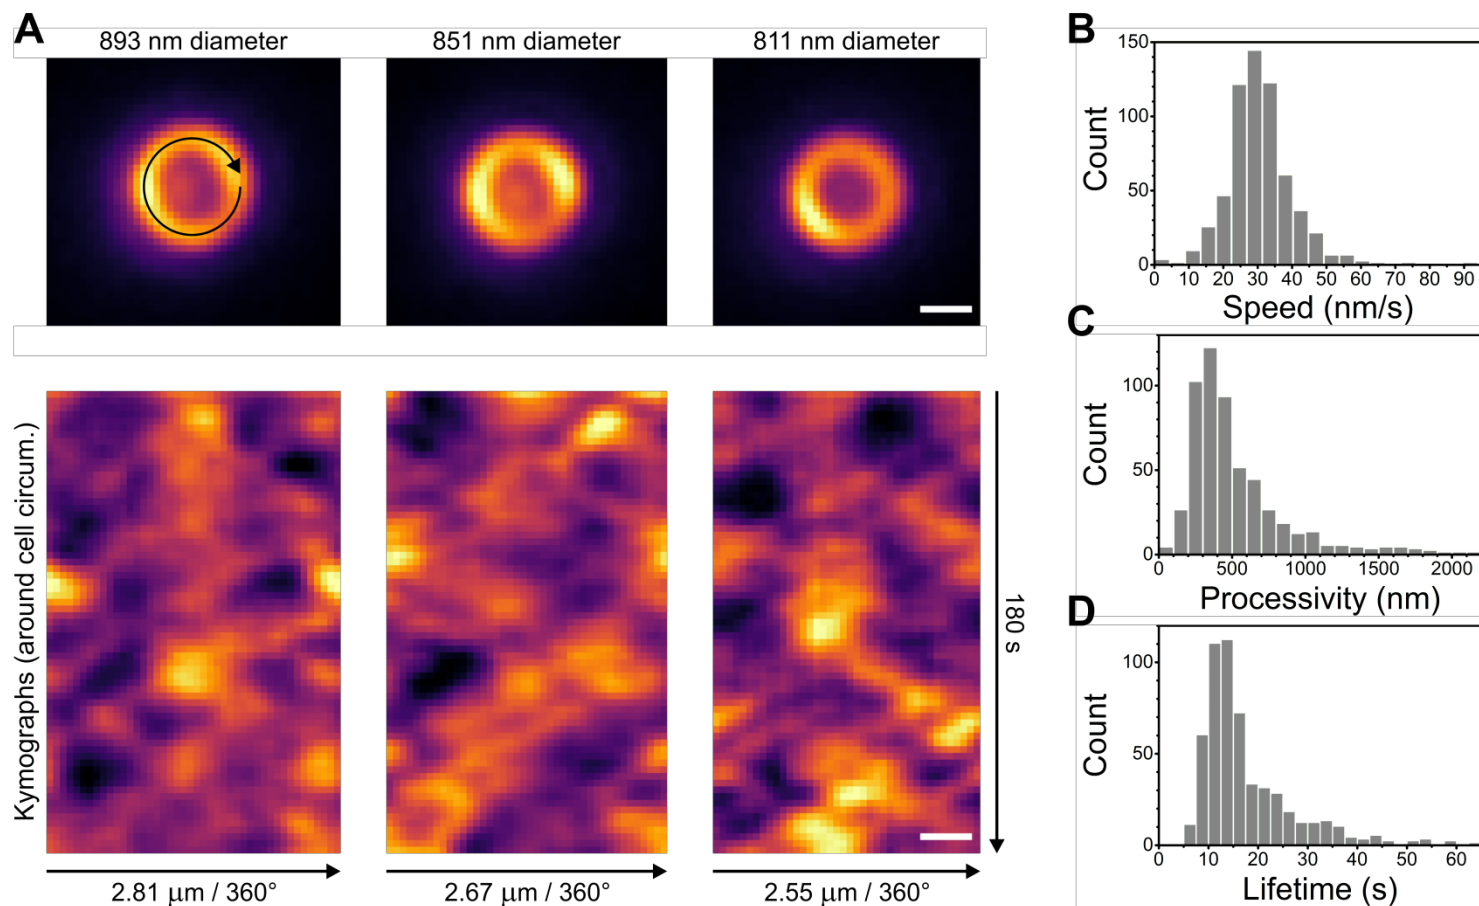 A
893 nm diameter
851 nm diameter
811 nm diameter
Kymographs (around cell circum.)
180 s
2.81 μm / 360°
2.67 μm / 360°
2.55 μm / 360°
B
Count
150
100
50
0
0 10 20 30 40 50 60 70 80 90
Speed (nm/s)
C
Count
100
50
0
0 500 1000 1500 2000
Processivity (nm)
D
Count
100
50
0
0 10 20 30 40 50 60
Lifetime (s)